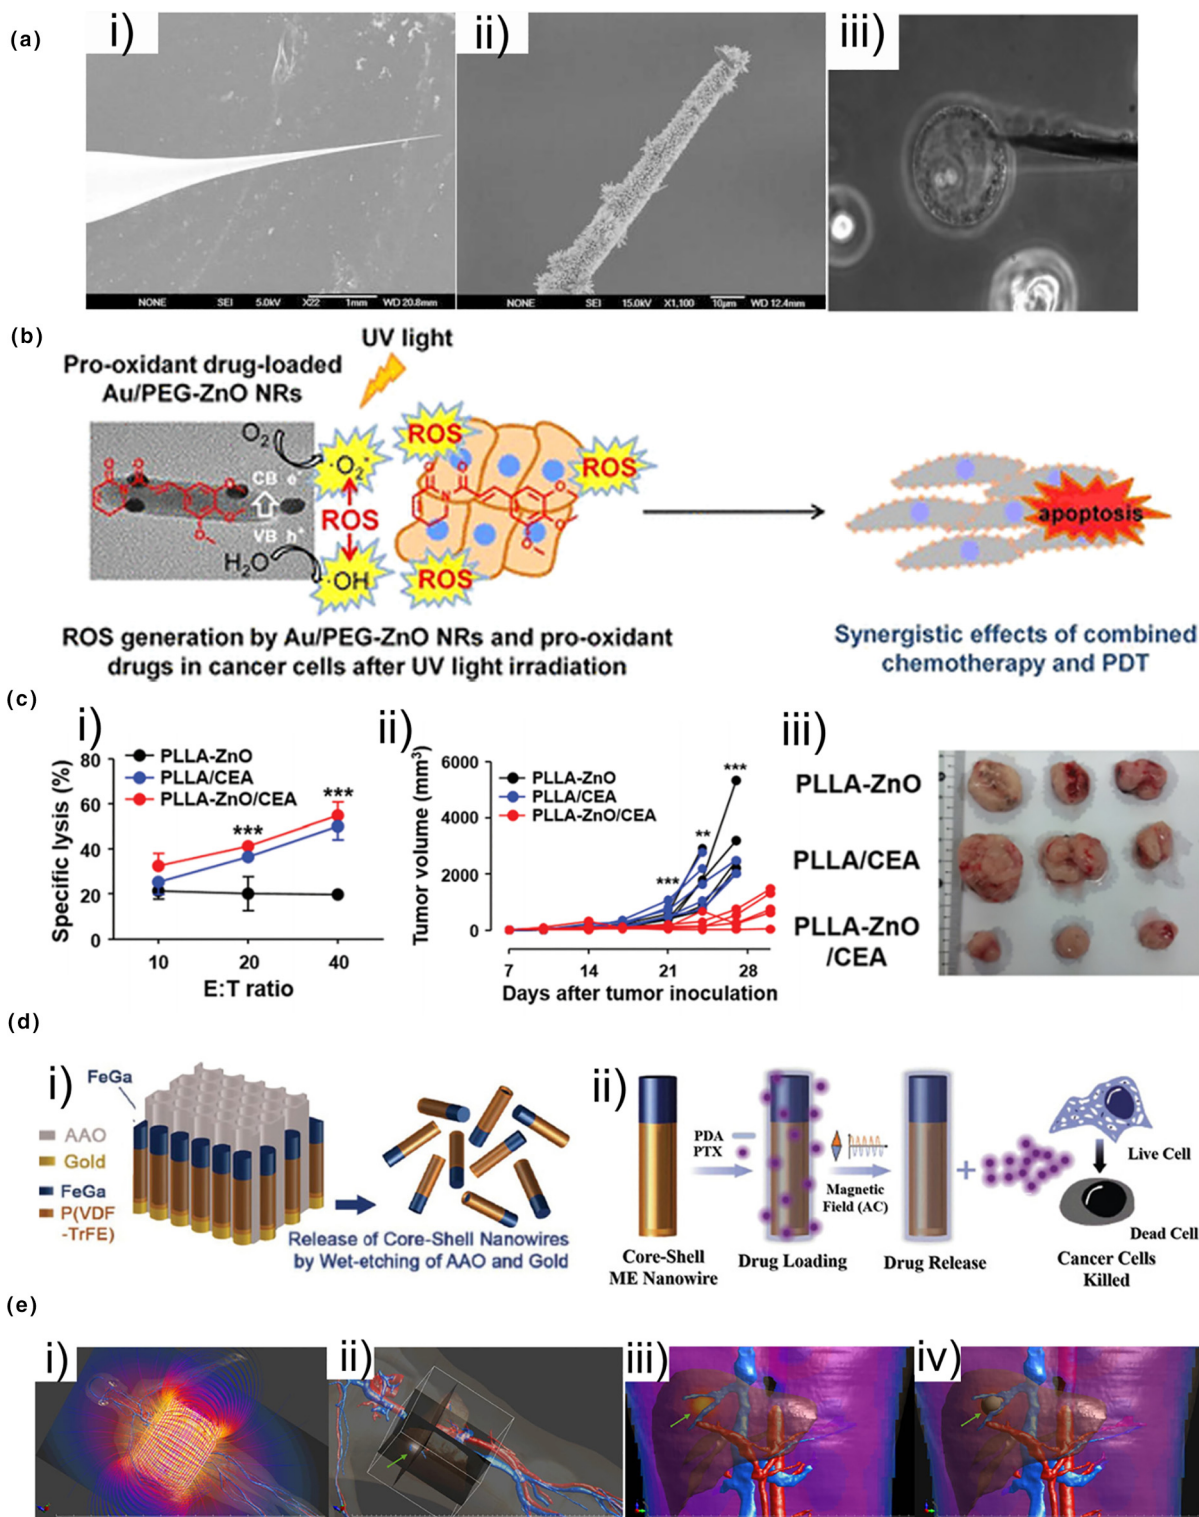 (a)
i)
ii)
iii)
NONE SEI 5.0kV X22 1mm WD 20.8mm
NONE SEI 15.0kV X1,100 10µm WD 12.4mm
(b)
UV light
Pro-oxidant drug-loaded
Au/PEG-ZnO NRs
O2
·O2-
CB e-
ROS
VB h+
H2O
·OH
ROS
ROS
ROS
apoptosis
ROS generation by Au/PEG-ZnO NRs and pro-oxidant
drugs in cancer cells after UV light irradiation
Synergistic effects of combined
chemotherapy and PDT
(c)
i)
Specific lysis (%)
80
60
40
20
0
PLLA-ZnO
PLLA/CEA
PLLA-ZnO/CEA
***
***
10 20 40
E:T ratio
ii)
Tumor volume (mm³)
6000
4000
2000
0
PLLA-ZnO
PLLA/CEA
PLLA-ZnO/CEA
***
**
***
7 14 21 28
Days after tumor inoculation
iii)
PLLA-ZnO
PLLA/CEA
PLLA-ZnO
/CEA
(d)
i)
FeGa
AAO
Gold
FeGa
P(VDF
-TrFE)
Release of Core-Shell Nanowires
by Wet-etching of AAO and Gold
ii)
PDA
PTX
Magnetic
Field (AC)
+
Live Cell
Dead Cell
Core-Shell
ME Nanowire
Drug Loading
Drug Release
Cancer Cells
Killed
(e)
i)
ii)
iii)
iv)